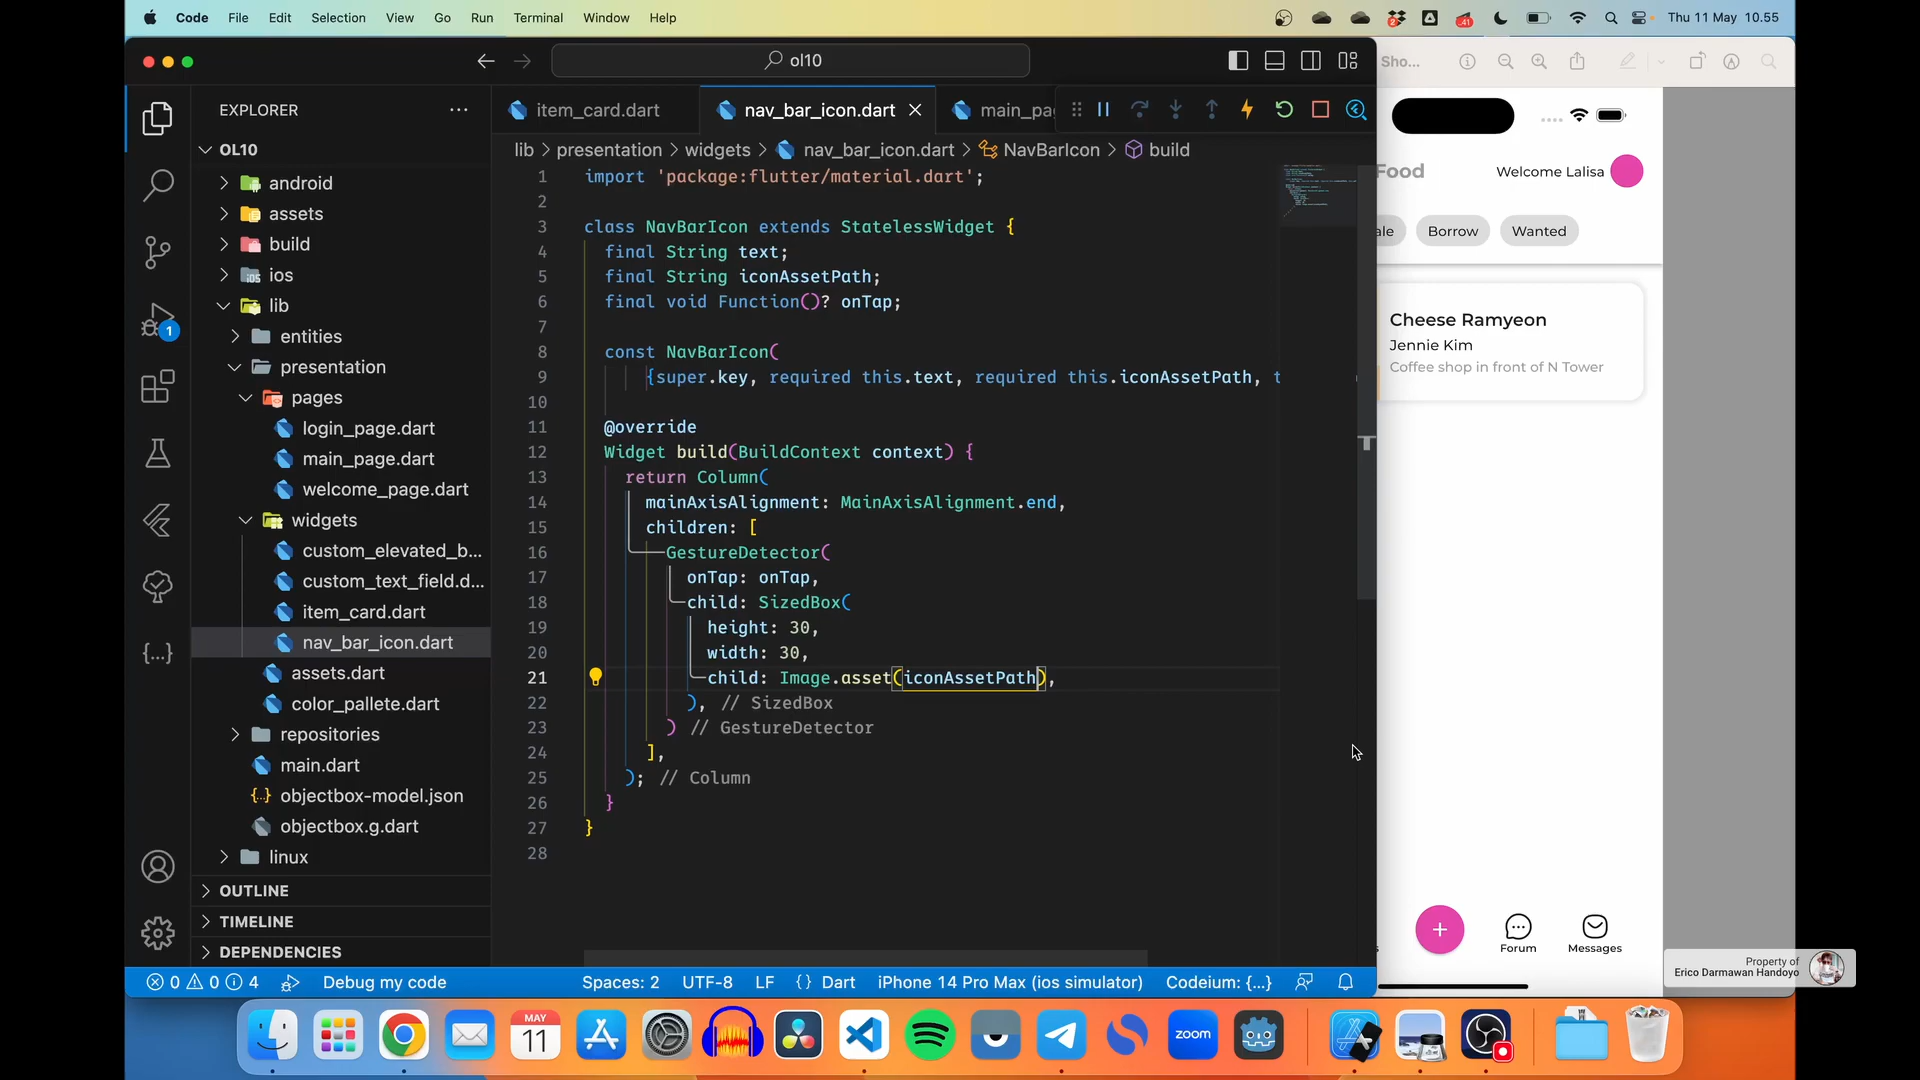 Code File Edit Selection View Go Run Terminal Window Help
2
.41
Thu 11 May 10.55
ol10
Sho...
EXPLORER
item_card.dart
nav_bar_icon.dart
main_pa
lib > presentation > widgets > nav_bar_icon.dart > NavBarIcon > build
OL10
android
assets
build
ios
lib
entities
presentation
pages
login_page.dart
main_page.dart
welcome_page.dart
widgets
custom_elevated_b...
custom_text_field.d...
item_card.dart
nav_bar_icon.dart
assets.dart
color_pallete.dart
repositories
main.dart
objectbox-model.json
objectbox.g.dart
linux
OUTLINE
TIMELINE
DEPENDENCIES
1
1 import 'package:flutter/material.dart';
2
3 class NavBarIcon extends StatelessWidget {
4 final String text;
5 final String iconAssetPath;
6 final void Function()? onTap;
7
8 const NavBarIcon(
9 {super.key, required this.text, required this.iconAssetPath, t
10
11 @override
12 Widget build(BuildContext context) {
13 return Column(
14 mainAxisAlignment: MainAxisAlignment.end,
15 children: [
16 GestureDetector(
17 onTap: onTap,
18 child: SizedBox(
19 height: 30,
20 width: 30,
21 child: Image.asset(iconAssetPath),
22 ), // SizedBox
23 ) // GestureDetector
24 ],
25 ); // Column
26 }
27 }
28
Food
Welcome Lalisa
ale
Borrow
Wanted
Cheese Ramyeon
Jennie Kim
Coffee shop in front of N Tower
+
Forum
Messages
Property of
Erico Darmawan Handoyo
0 0 4 Debug my code Spaces: 2 UTF-8 LF {} Dart iPhone 14 Pro Max (ios simulator) Codeium: {...}
MAY
11
zoom